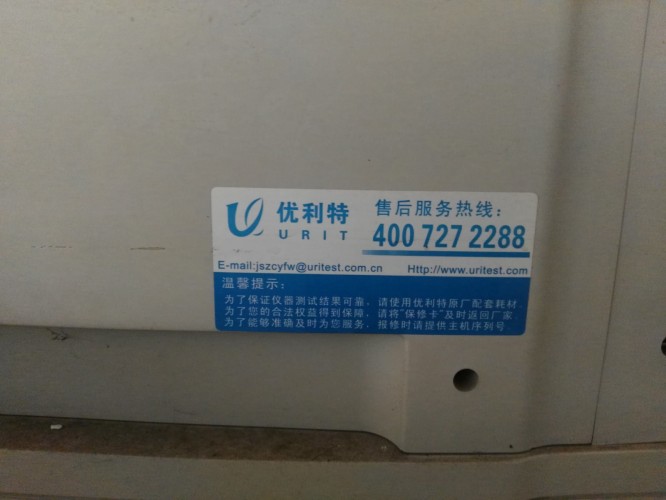 优利特
URIT
售后服务热线：
400 727 2288
E-mail:jszcyfw@uritest.com.cn Http://www.uritest.com
温馨提示：
为了保证仪器测试结果可靠，请使用优利特原厂配套耗材.
为了您的合法权益得到保障，请将“保修卡”及时返回厂家.
为了能够准确及时为您服务，报修时请提供主机序列号.